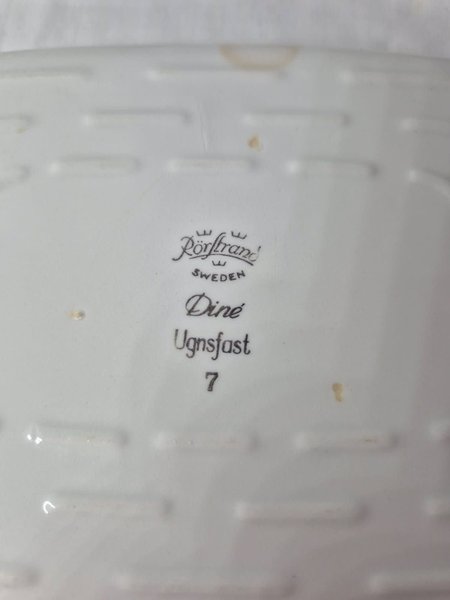 Rörstrand
SWEDEN
Diné
Ugnsfast
7